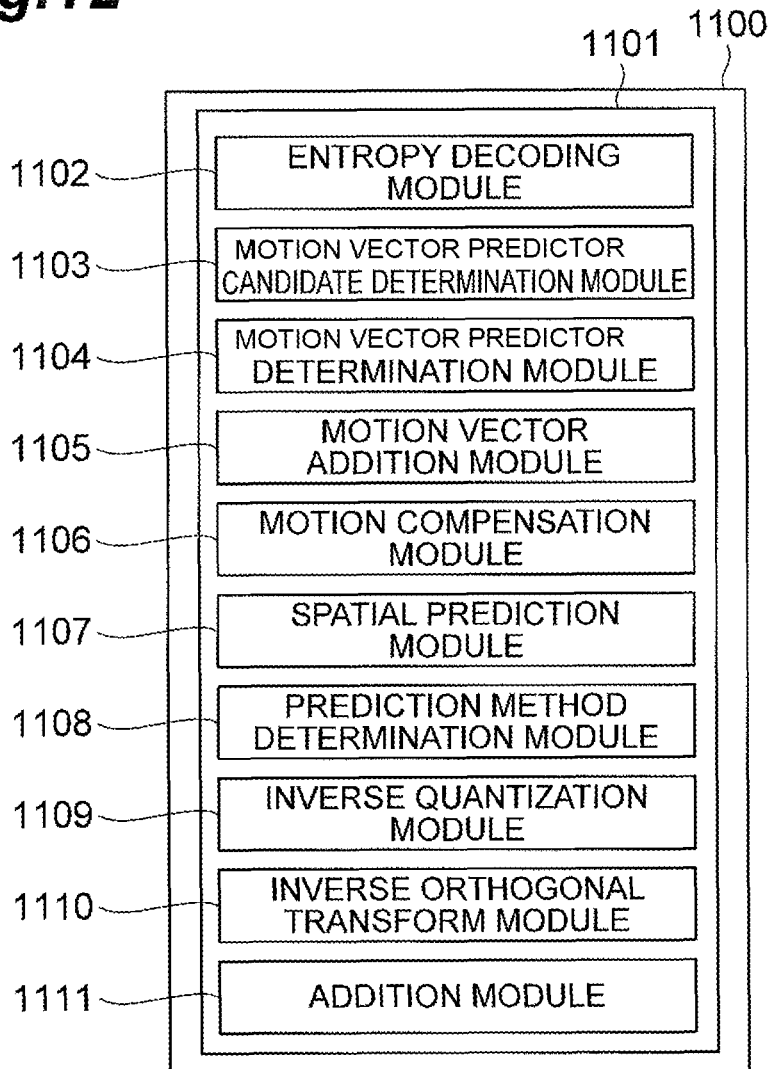 g.12
1100
1101
1102
ENTROPY DECODING
MODULE
1103
MOTION VECTOR PREDICTOR
CANDIDATE DETERMINATION MODULE
1104
MOTION VECTOR PREDICTOR
DETERMINATION MODULE
1105
MOTION VECTOR
ADDITION MODULE
1106
MOTION COMPENSATION
MODULE
1107
SPATIAL PREDICTION
MODULE
1108
PREDICTION METHOD
DETERMINATION MODULE
1109
INVERSE QUANTIZATION
MODULE
1110
INVERSE ORTHOGONAL
TRANSFORM MODULE
1111
ADDITION MODULE